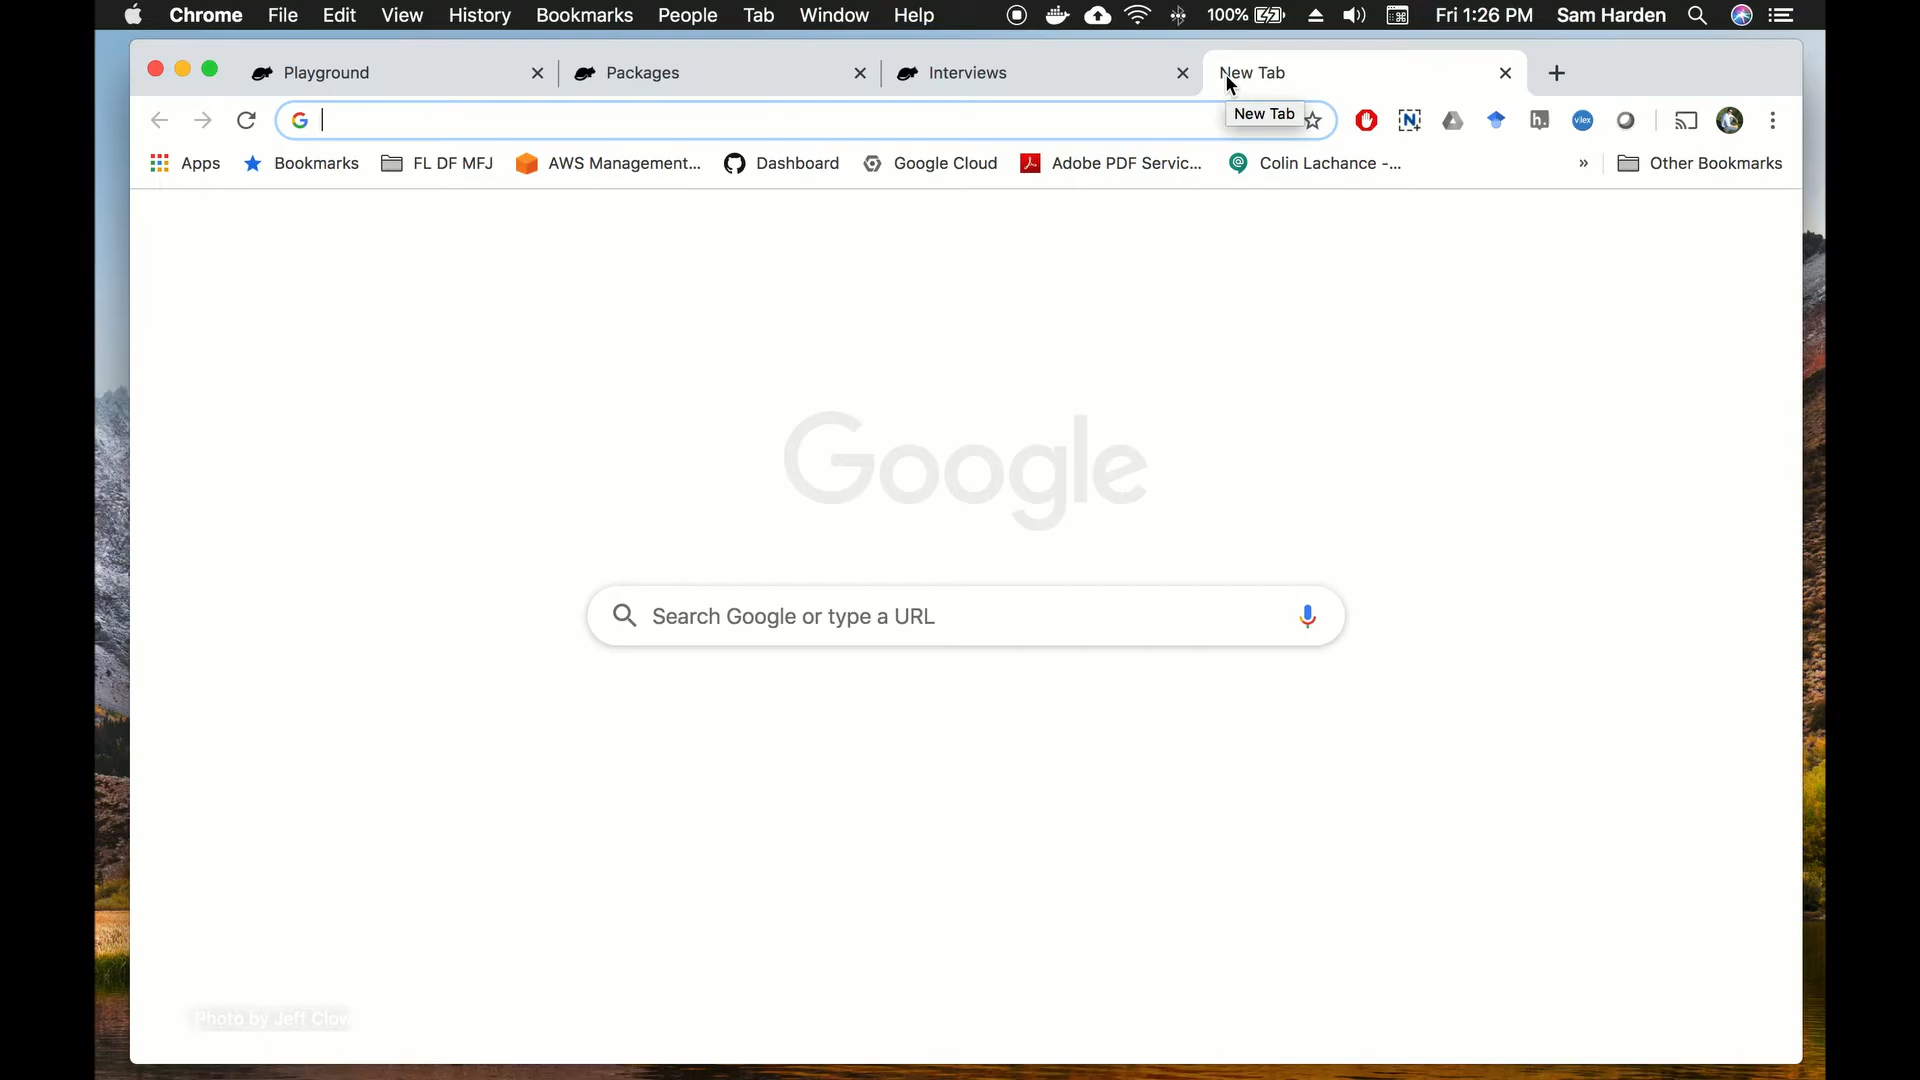 Chrome File Edit View History Bookmarks People Tab Window Help 100% Fri 1:26 PM Sam Harden
Playground Packages Interviews New Tab
New Tab
Apps Bookmarks FL DF MFJ AWS Management... Dashboard Google Cloud Adobe PDF Servic... Colin Lachance -... » Other Bookmarks
Google
Search Google or type a URL
Photo by Jeff Clow